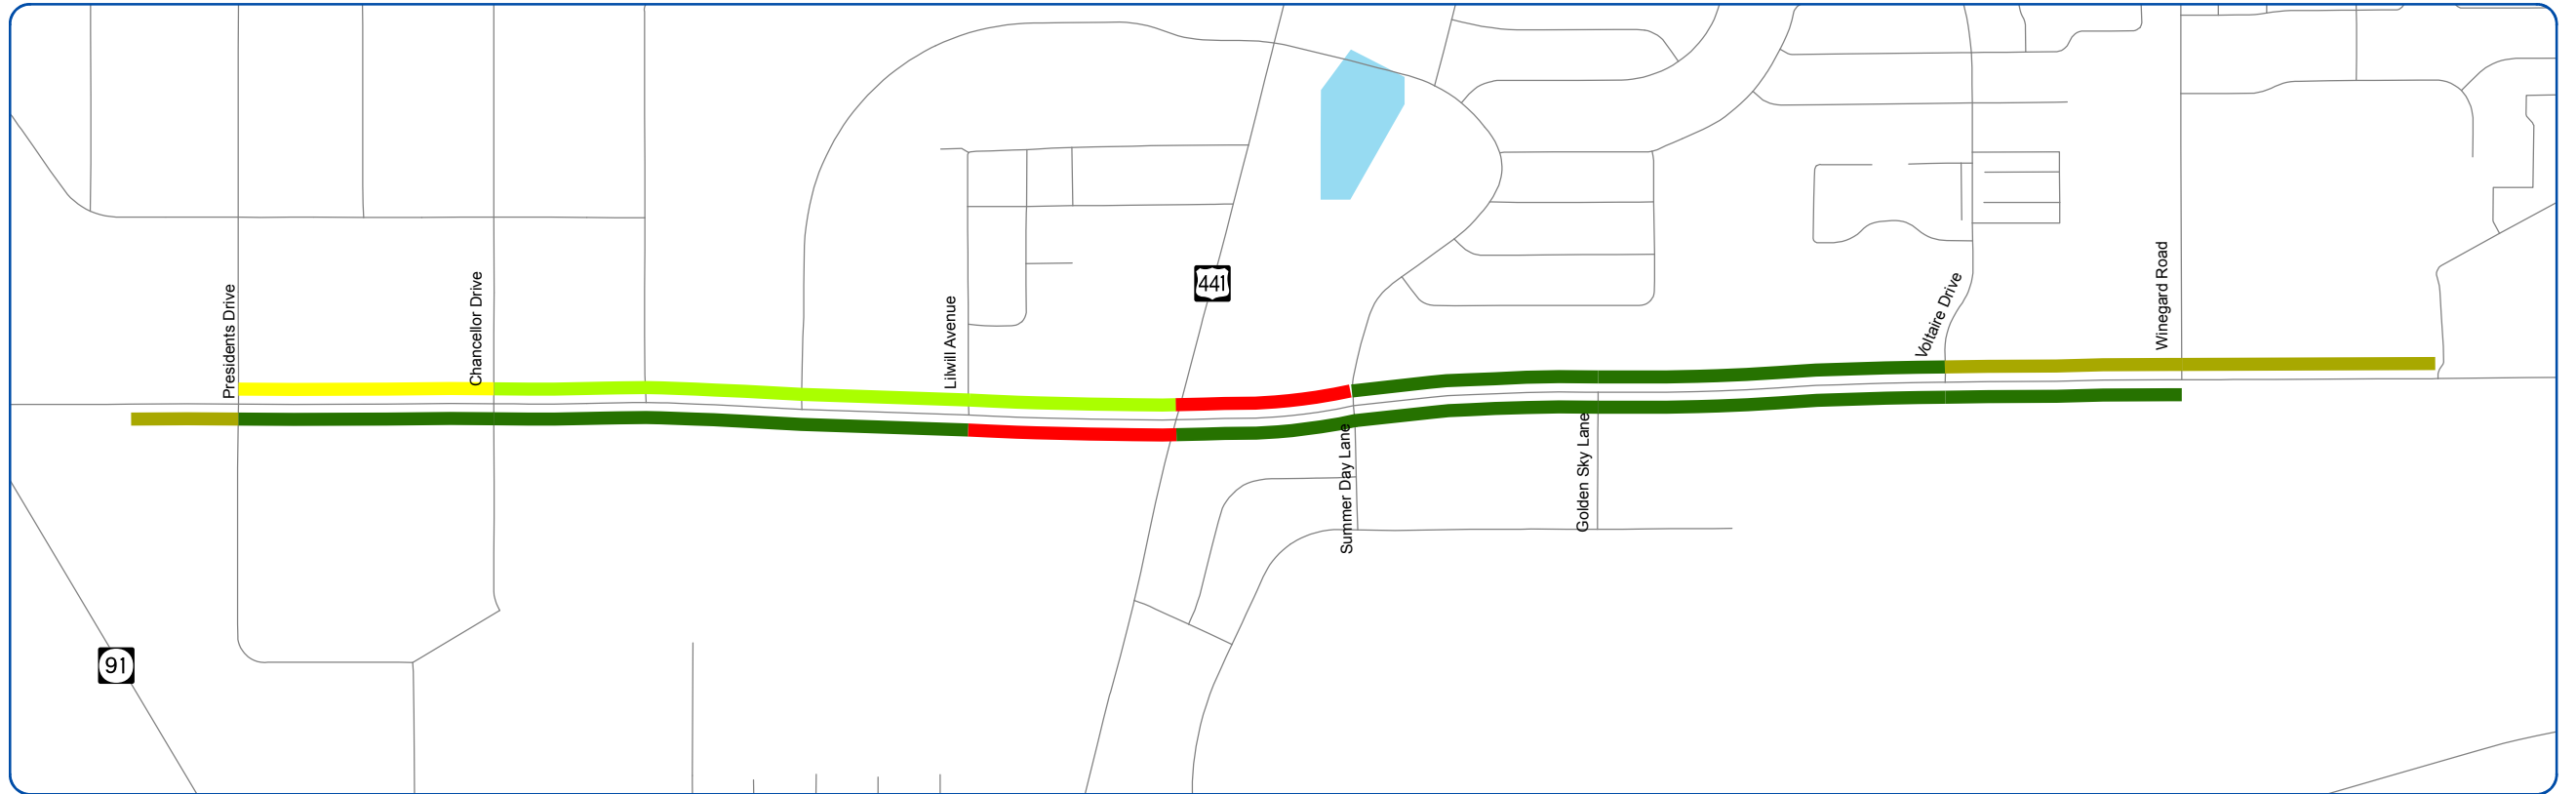 Presidents Drive
Chancellor Drive
Lilwill Avenue
441
Summer Day Lane
Golden Sky Lane
Voltaire Drive
Winegard Road
91